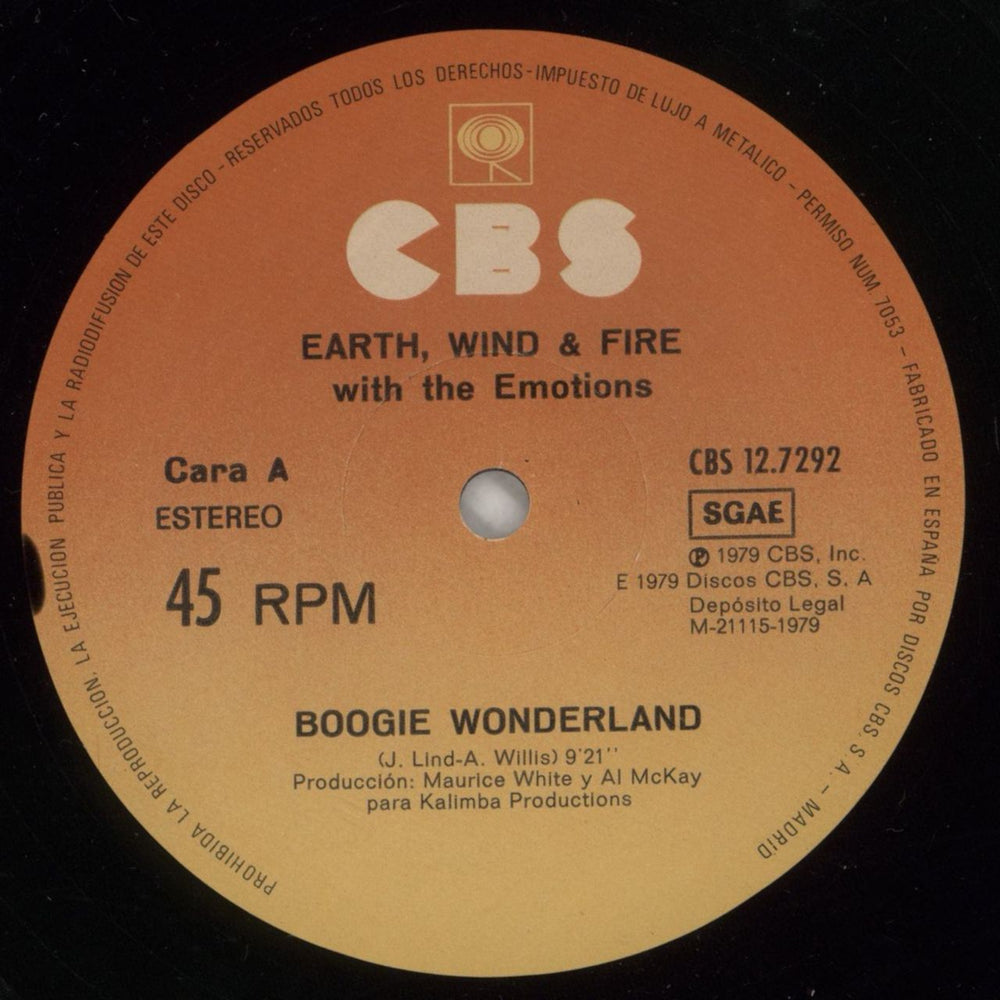 PROHIBIDA LA REPRODUCCION, LA EJECUCION PUBLICA Y LA RADIODIFUSION DE ESTE DISCO - RESERVADOS TODOS LOS DERECHOS - IMPUESTO DE LUJO A METALICO - PERMISO NUM. 7053 - FABRICADO EN ESPAÑA POR DISCOS CBS, S. A. - MADRID
CBS
EARTH, WIND & FIRE
with the Emotions
Cara A
ESTEREO
45 RPM
CBS 12.7292
SGAE
℗ 1979 CBS, Inc.
E 1979 Discos CBS, S. A
Depósito Legal
M-21115-1979
BOOGIE WONDERLAND
(J. Lind-A. Willis) 9'21''
Producción: Maurice White y Al McKay
para Kalimba Productions